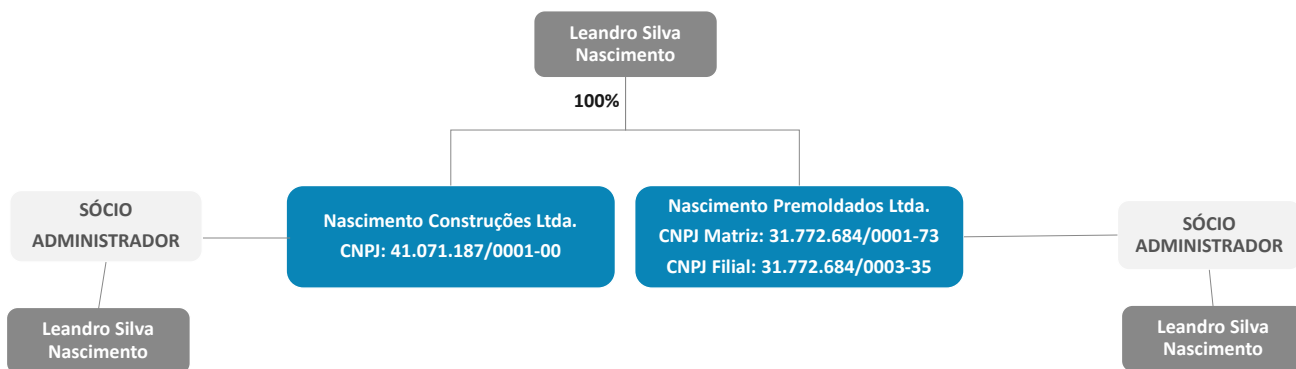 Leandro Silva
Nascimento
100%
Nascimento Construções Ltda.
CNPJ: 41.071.187/0001-00
Nascimento Premoldados Ltda.
CNPJ Matriz: 31.772.684/0001-73
CNPJ Filial: 31.772.684/0003-35
SÓCIO
ADMINISTRADOR
SÓCIO
ADMINISTRADOR
Leandro Silva
Nascimento
Leandro Silva
Nascimento